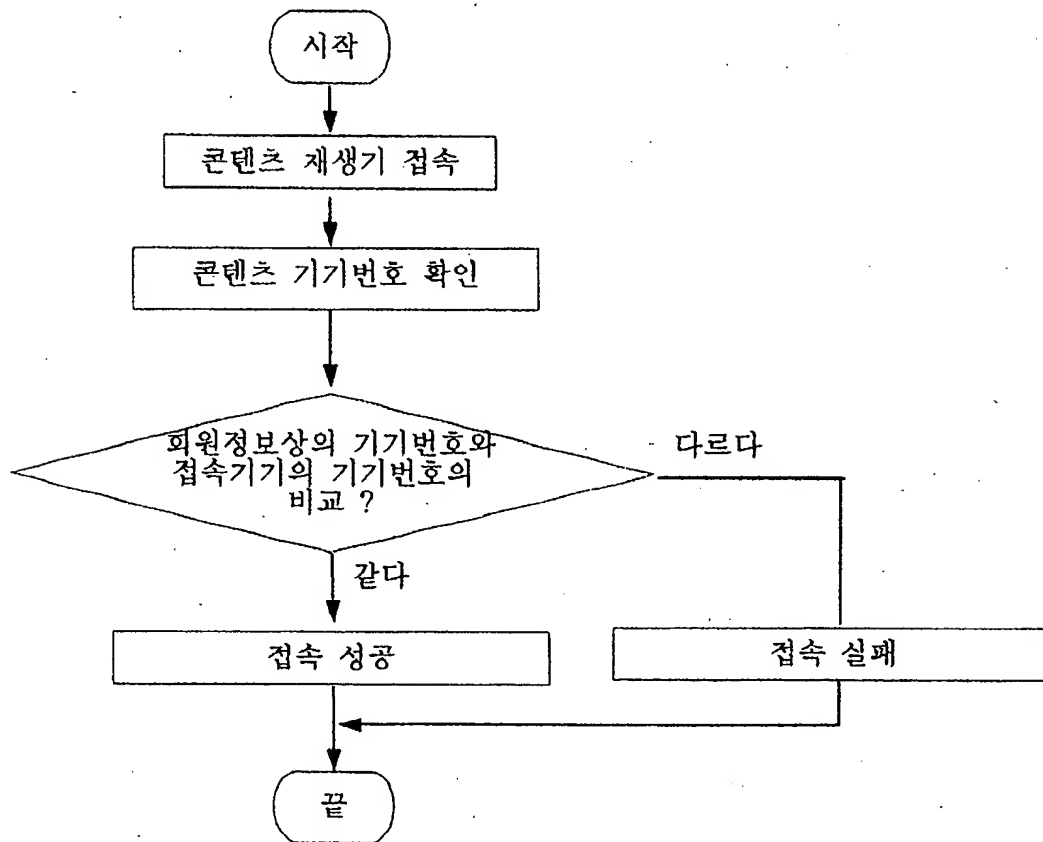 시작
콘텐츠 재생기 접속
콘텐츠 기기번호 확인
회원정보상의 기기번호와
접속기기의 기기번호의
비교 ?
다르다
같다
접속 성공
접속 실패
끝